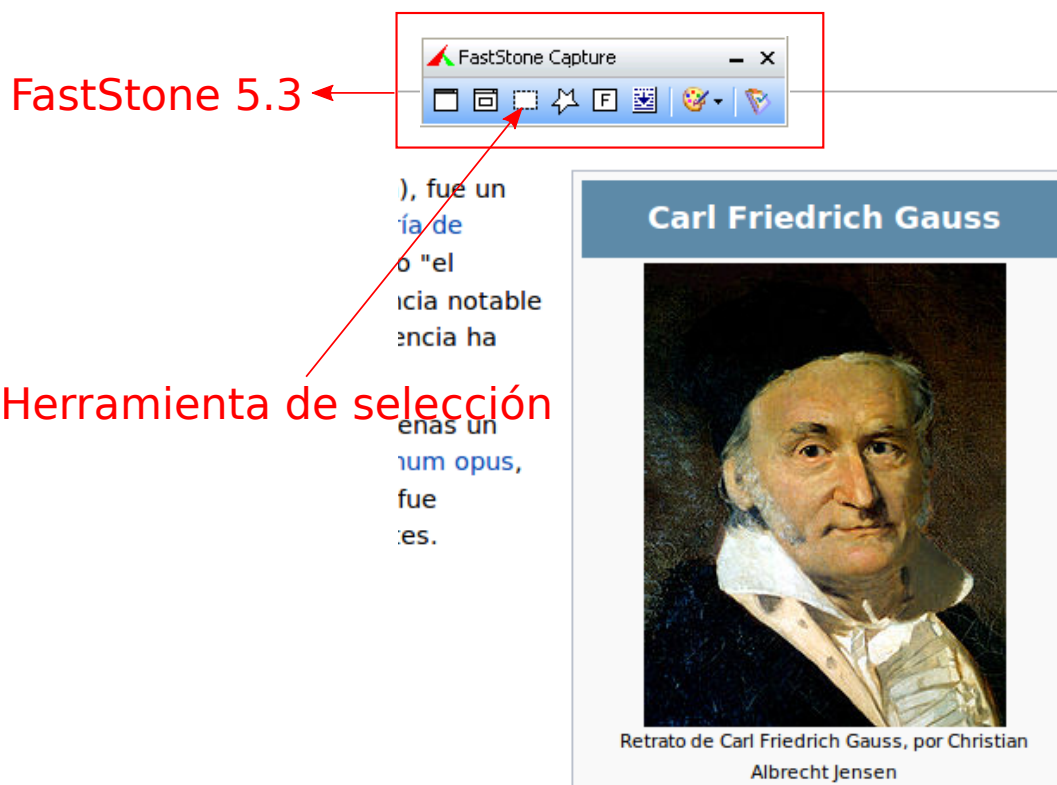 FastStone Capture
FastStone 5.3
F
), fue un
ría de
o "el
ncia notable
encia ha
Herramienta de selección
enas un
num opus,
fue
tes.
Carl Friedrich Gauss
Retrato de Carl Friedrich Gauss, por Christian
Albrecht Jensen